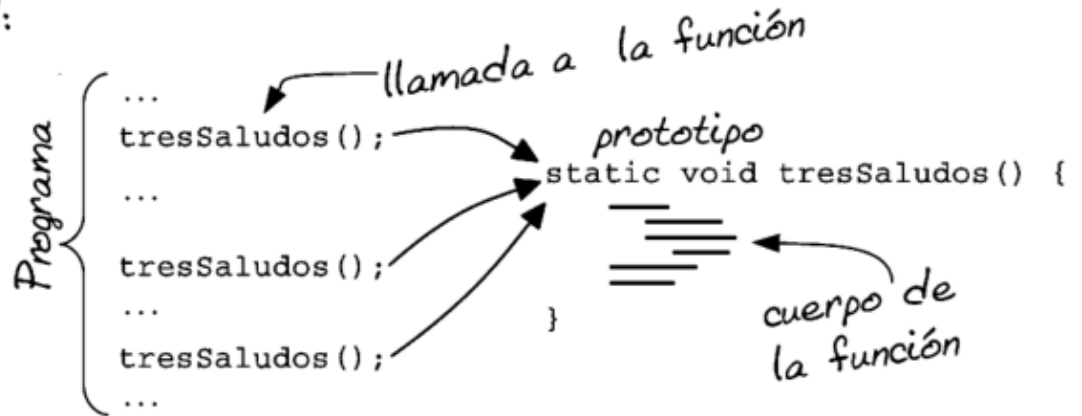 :
llamada a la función
Programa
...
tresSaludos();
...
tresSaludos();
...
tresSaludos();
...
prototipo
static void tresSaludos() {
}
cuerpo de
la función